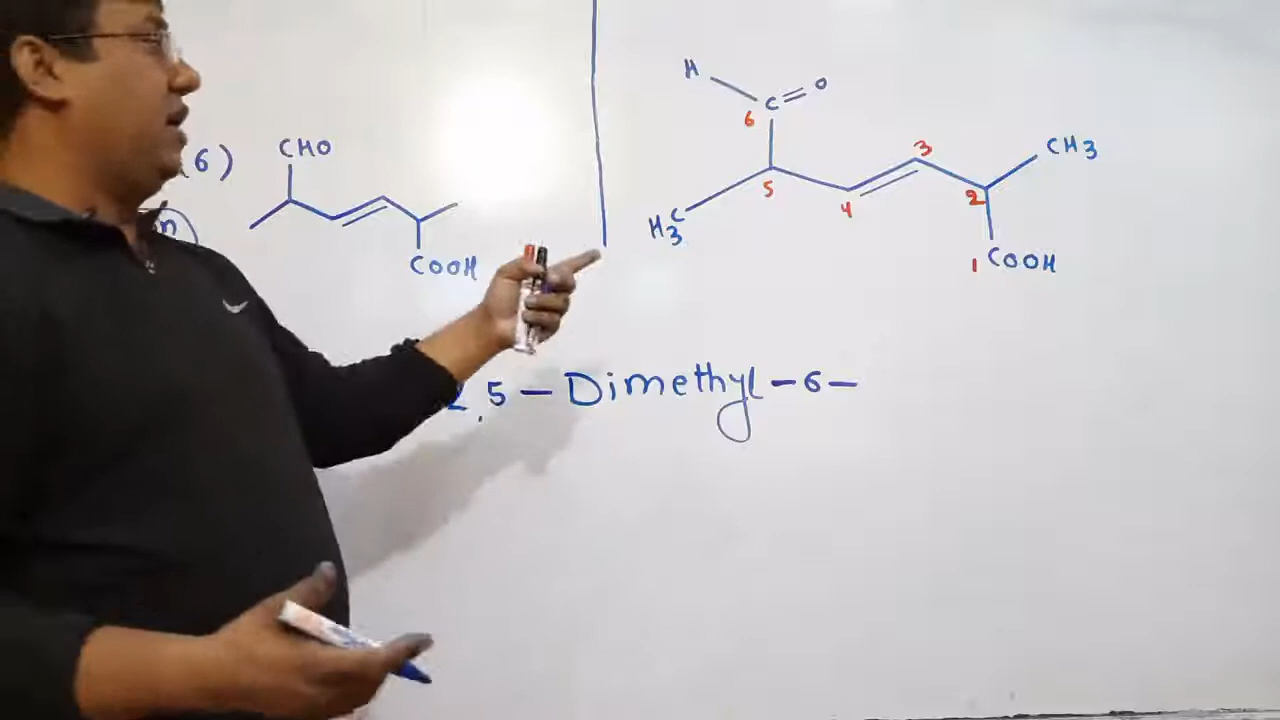 6)
CHO
COOH
n
H
C
O
6
5
4
3
2
1
CH3
H3C
COOH
2,5 - Dimethyl - 6 -